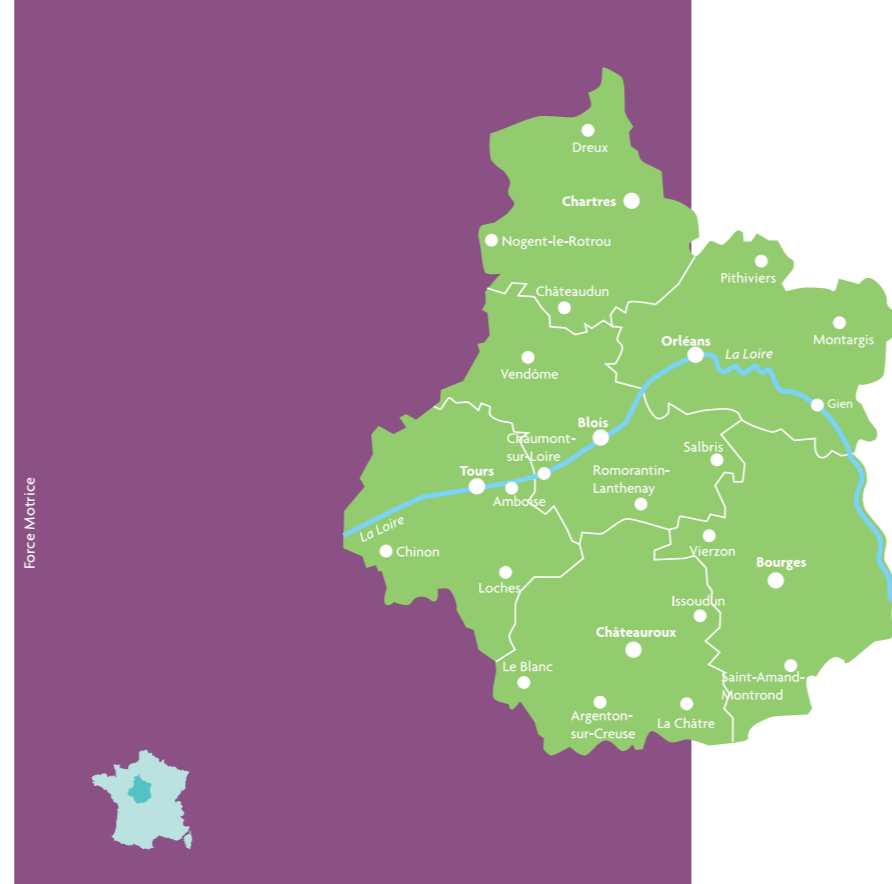 Dreux
Chartres
Nogent-le-Rotrou
Pithiviers
Châteaudun
Montargis
Orléans
La Loire
Vendôme
Gien
Blois
Chaumont-
sur-Loire
Salbris
Tours
Romorantin-
Lanthenay
Amboise
La Loire
Chinon
Vierzon
Bourges
Loches
Issoudun
Châteauroux
Le Blanc
Saint-Amand-
Montrond
Argenton-
sur-Creuse
La Châtre
Force Motrice